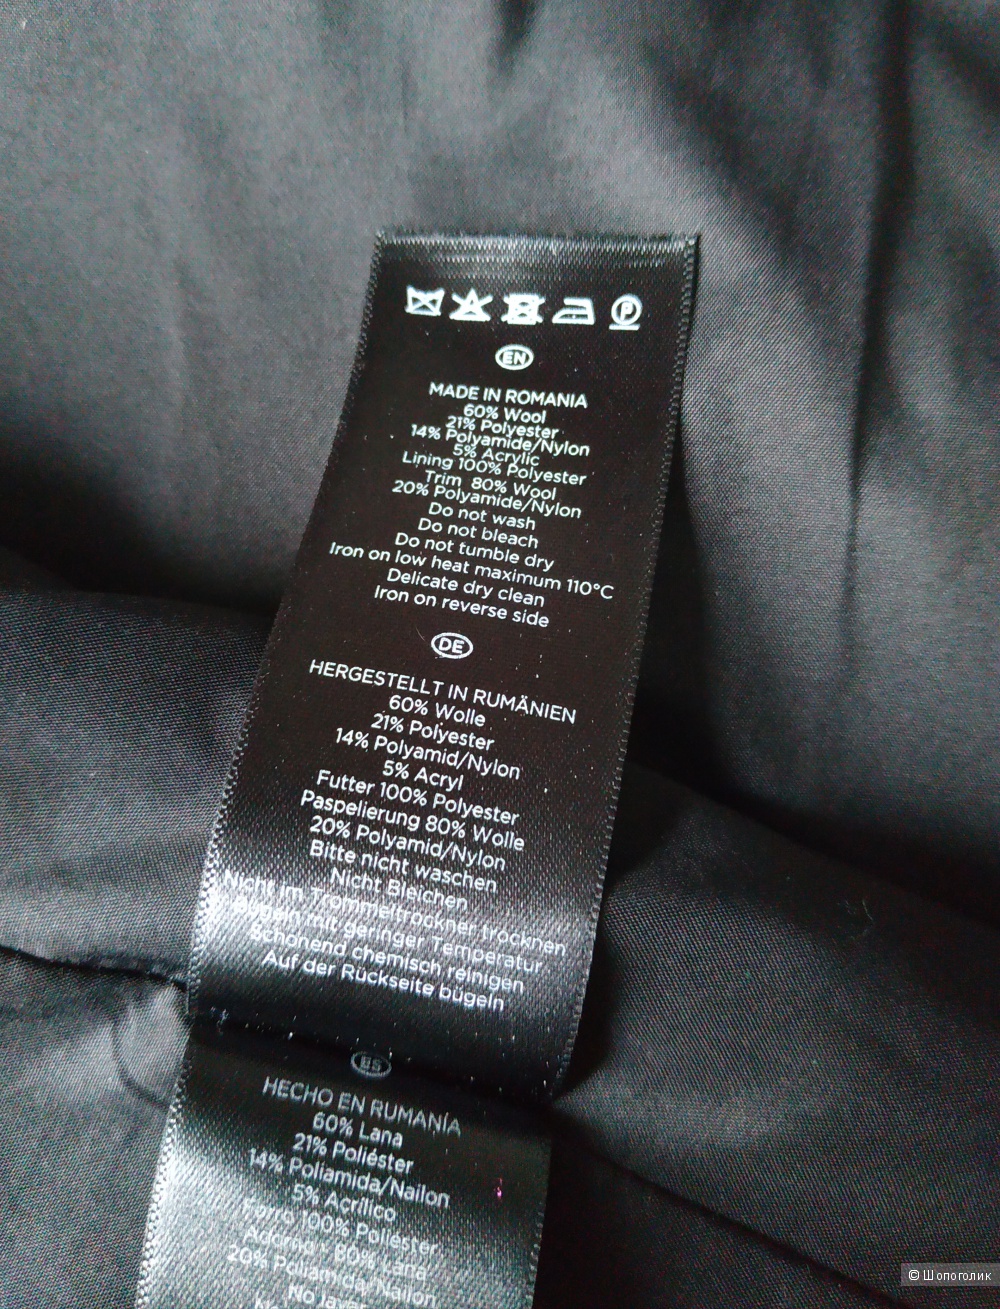 P
EN
MADE IN ROMANIA
60% Wool
21% Polyester
14% Polyamide/Nylon
5% Acrylic
Lining 100% Polyester
Trim 80% Wool
20% Polyamide/Nylon
Do not wash
Do not bleach
Do not tumble dry
Iron on low heat maximum 110°C
Delicate dry clean
Iron on reverse side
DE
HERGESTELLT IN RUMÄNIEN
60% Wolle
21% Polyester
14% Polyamid/Nylon
5% Acryl
Futter 100% Polyester
Paspelierung 80% Wolle
20% Polyamid/Nylon
Bitte nicht waschen
Nicht Bleichen
Nicht im Trommeltrockner trocknen
Bügeln mit geringer Temperatur
Schonend chemisch reinigen
Auf der Rückseite bügeln
ES
HECHO EN RUMANÍA
60% Lana
21% Poliéster
14% Poliamida/Nailon
5% Acrílico
Forro 100% Poliéster
Adorno 80% Lana
20% Poliamida/Nailon
No lavar
© Шопоголик